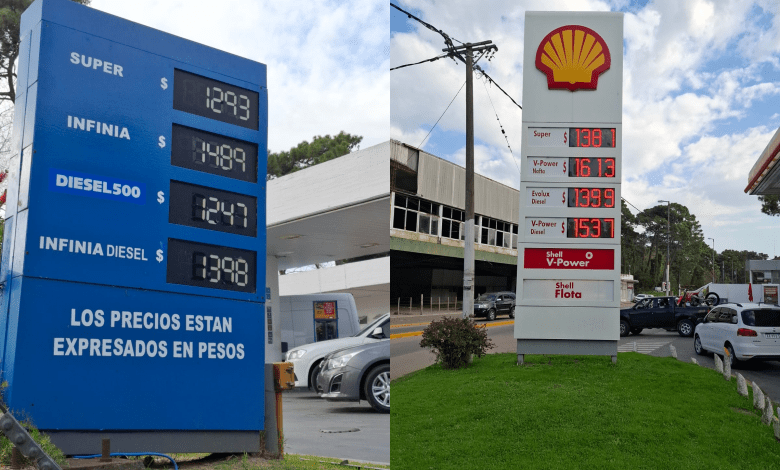 SUPER $ 1293
INFINIA $ 1489
DIESEL500 $ 1247
INFINIA DIESEL $ 1398
LOS PRECIOS ESTAN
EXPRESADOS EN PESOS
Super $ 1381
V-Power Nafta $ 1613
Evolux Diesel $ 1399
V-Power Diesel $ 1537
Shell
V-Power
Shell
Flota